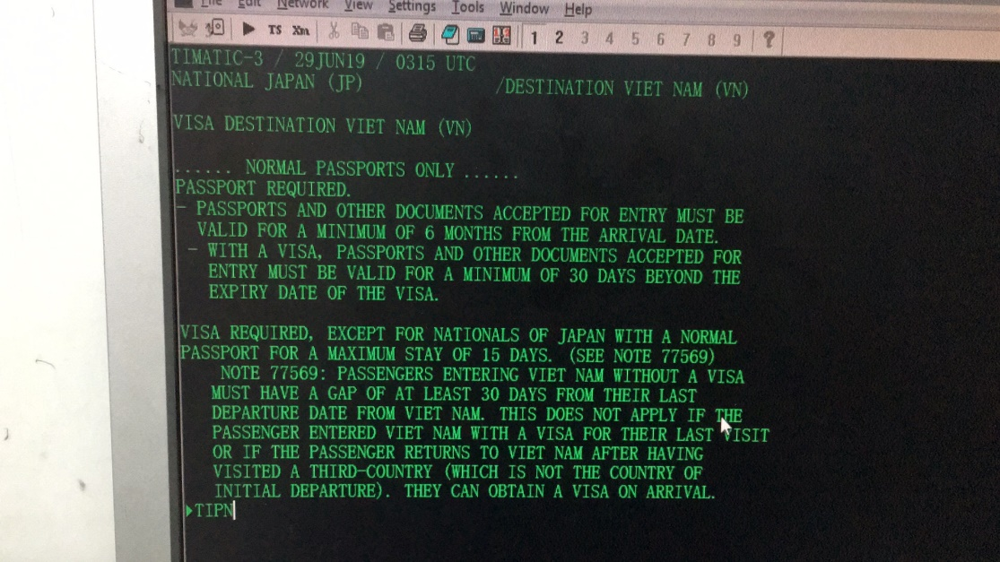 File Edit Network View Settings Tools Window Help
TS Xm 1 2 3 4 5 6 7 8 9 ?
TIMATIC-3 / 29JUN19 / 0315 UTC
NATIONAL JAPAN (JP) /DESTINATION VIET NAM (VN)
VISA DESTINATION VIET NAM (VN)
...... NORMAL PASSPORTS ONLY ......
PASSPORT REQUIRED.
- PASSPORTS AND OTHER DOCUMENTS ACCEPTED FOR ENTRY MUST BE
VALID FOR A MINIMUM OF 6 MONTHS FROM THE ARRIVAL DATE.
- WITH A VISA, PASSPORTS AND OTHER DOCUMENTS ACCEPTED FOR
ENTRY MUST BE VALID FOR A MINIMUM OF 30 DAYS BEYOND THE
EXPIRY DATE OF THE VISA.
VISA REQUIRED, EXCEPT FOR NATIONALS OF JAPAN WITH A NORMAL
PASSPORT FOR A MAXIMUM STAY OF 15 DAYS. (SEE NOTE 77569)
NOTE 77569: PASSENGERS ENTERING VIET NAM WITHOUT A VISA
MUST HAVE A GAP OF AT LEAST 30 DAYS FROM THEIR LAST
DEPARTURE DATE FROM VIET NAM. THIS DOES NOT APPLY IF THE
PASSENGER ENTERED VIET NAM WITH A VISA FOR THEIR LAST VISIT
OR IF THE PASSENGER RETURNS TO VIET NAM AFTER HAVING
VISITED A THIRD-COUNTRY (WHICH IS NOT THE COUNTRY OF
INITIAL DEPARTURE). THEY CAN OBTAIN A VISA ON ARRIVAL.
▶TIPN